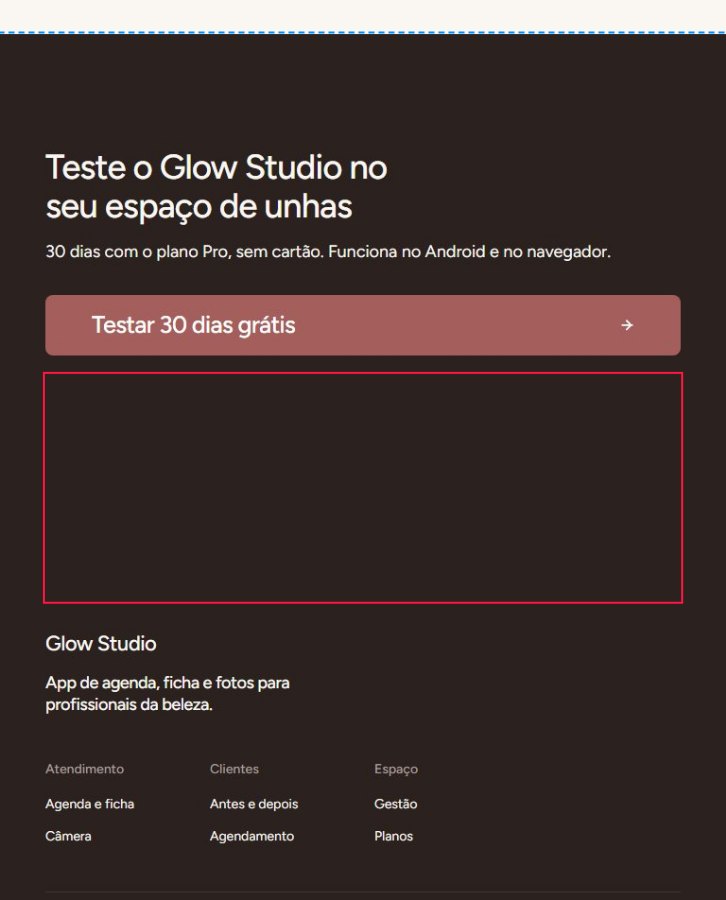 Teste o Glow Studio no
seu espaço de unhas
30 dias com o plano Pro, sem cartão. Funciona no Android e no navegador.
Testar 30 dias grátis →
Glow Studio
App de agenda, ficha e fotos para
profissionais da beleza.
Atendimento Clientes Espaço
Agenda e ficha Antes e depois Gestão
Câmera Agendamento Planos